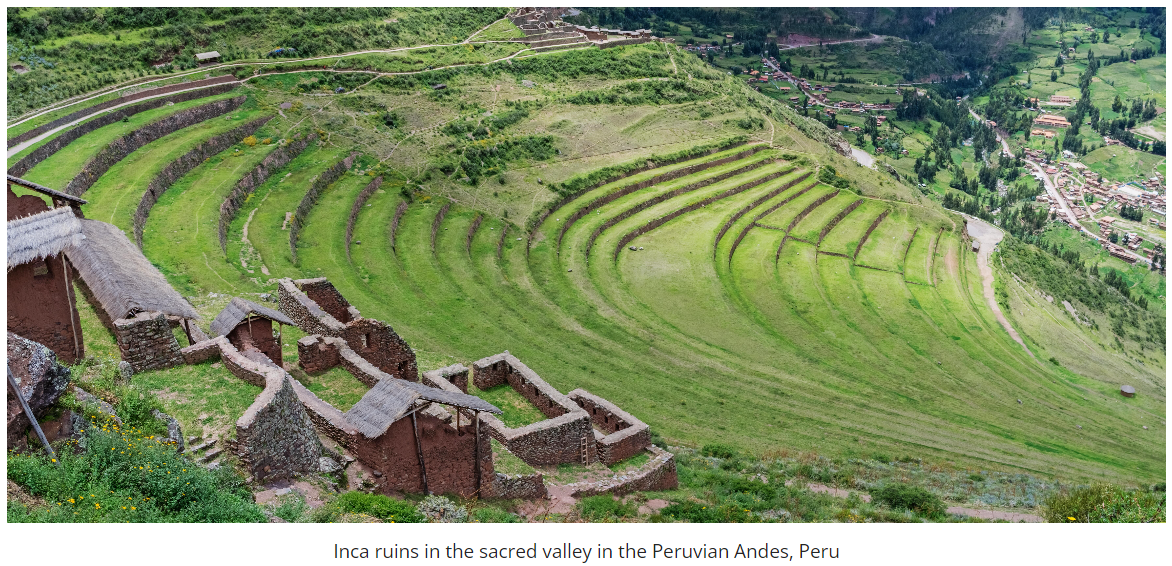 Inca ruins in the sacred valley in the Peruvian Andes, Peru